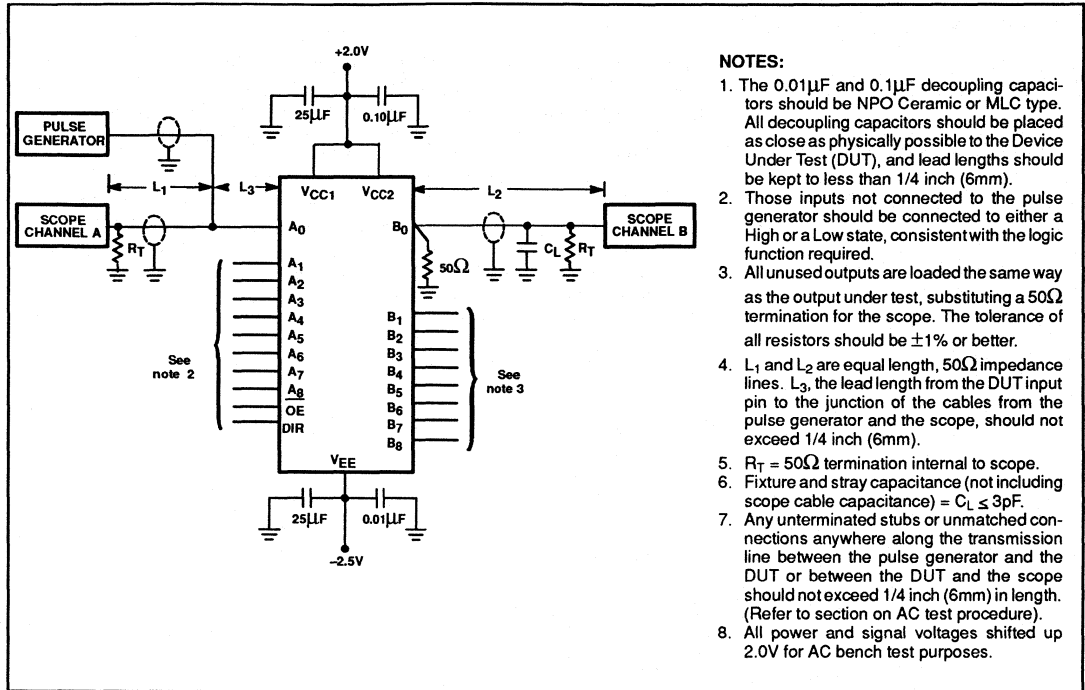 +2.0V
25μF
0.10μF
PULSE
GENERATOR
L1
L3
VCC1
VCC2
L2
SCOPE
CHANNEL A
RT
A0
B0
CL
RT
SCOPE
CHANNEL B
50Ω
A1
A2
A3
A4
A5
A6
A7
A8
OE
DIR
See
note 2
B1
B2
B3
B4
B5
B6
B7
B8
See
note 3
VEE
25μF
0.01μF
–2.5V
NOTES:
1. The 0.01μF and 0.1μF decoupling capaci-
tors should be NPO Ceramic or MLC type.
All decoupling capacitors should be placed
as close as physically possible to the Device
Under Test (DUT), and lead lengths should
be kept to less than 1/4 inch (6mm).
2. Those inputs not connected to the pulse
generator should be connected to either a
High or a Low state, consistent with the logic
function required.
3. All unused outputs are loaded the same way
as the output under test, substituting a 50Ω
termination for the scope. The tolerance of
all resistors should be ±1% or better.
4. L1 and L2 are equal length, 50Ω impedance
lines. L3, the lead length from the DUT input
pin to the junction of the cables from the
pulse generator and the scope, should not
exceed 1/4 inch (6mm).
5. RT = 50Ω termination internal to scope.
6. Fixture and stray capacitance (not including
scope cable capacitance) = CL ≤ 3pF.
7. Any unterminated stubs or unmatched con-
nections anywhere along the transmission
line between the pulse generator and the
DUT or between the DUT and the scope
should not exceed 1/4 inch (6mm) in length.
(Refer to section on AC test procedure).
8. All power and signal voltages shifted up
2.0V for AC bench test purposes.